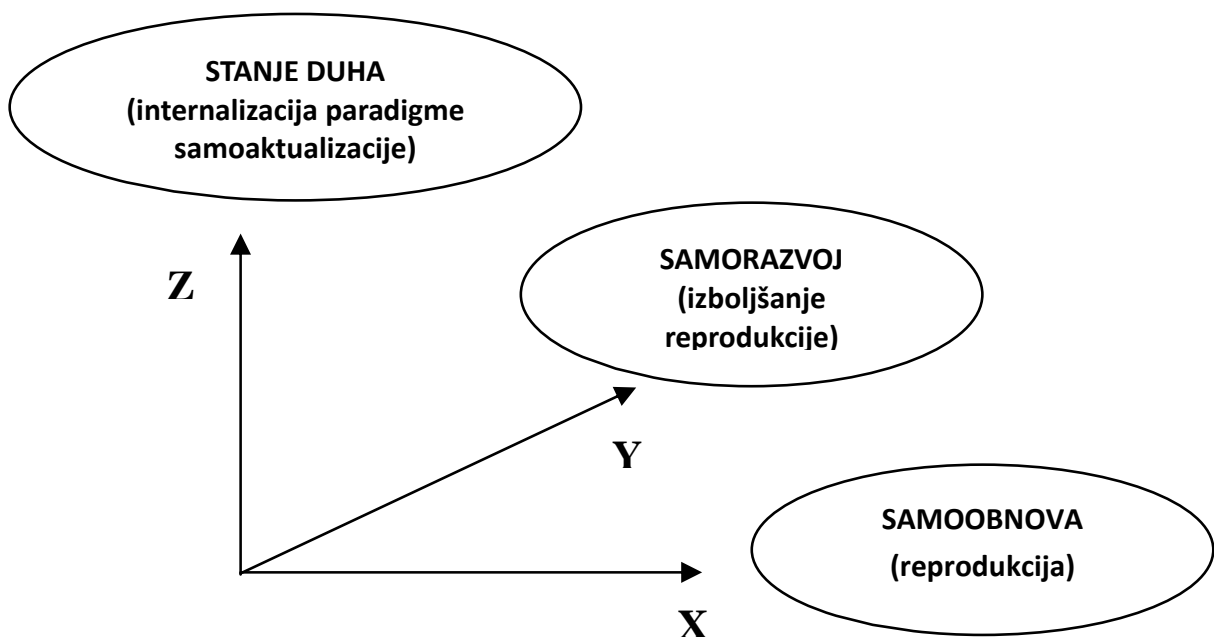 STANJE DUHA
(internalizacija paradigme
samoaktualizacije)
Z
SAMORAZVOJ
(izboljšanje
reprodukcije)
Y
SAMOOBNOVA
(reprodukcija)
X